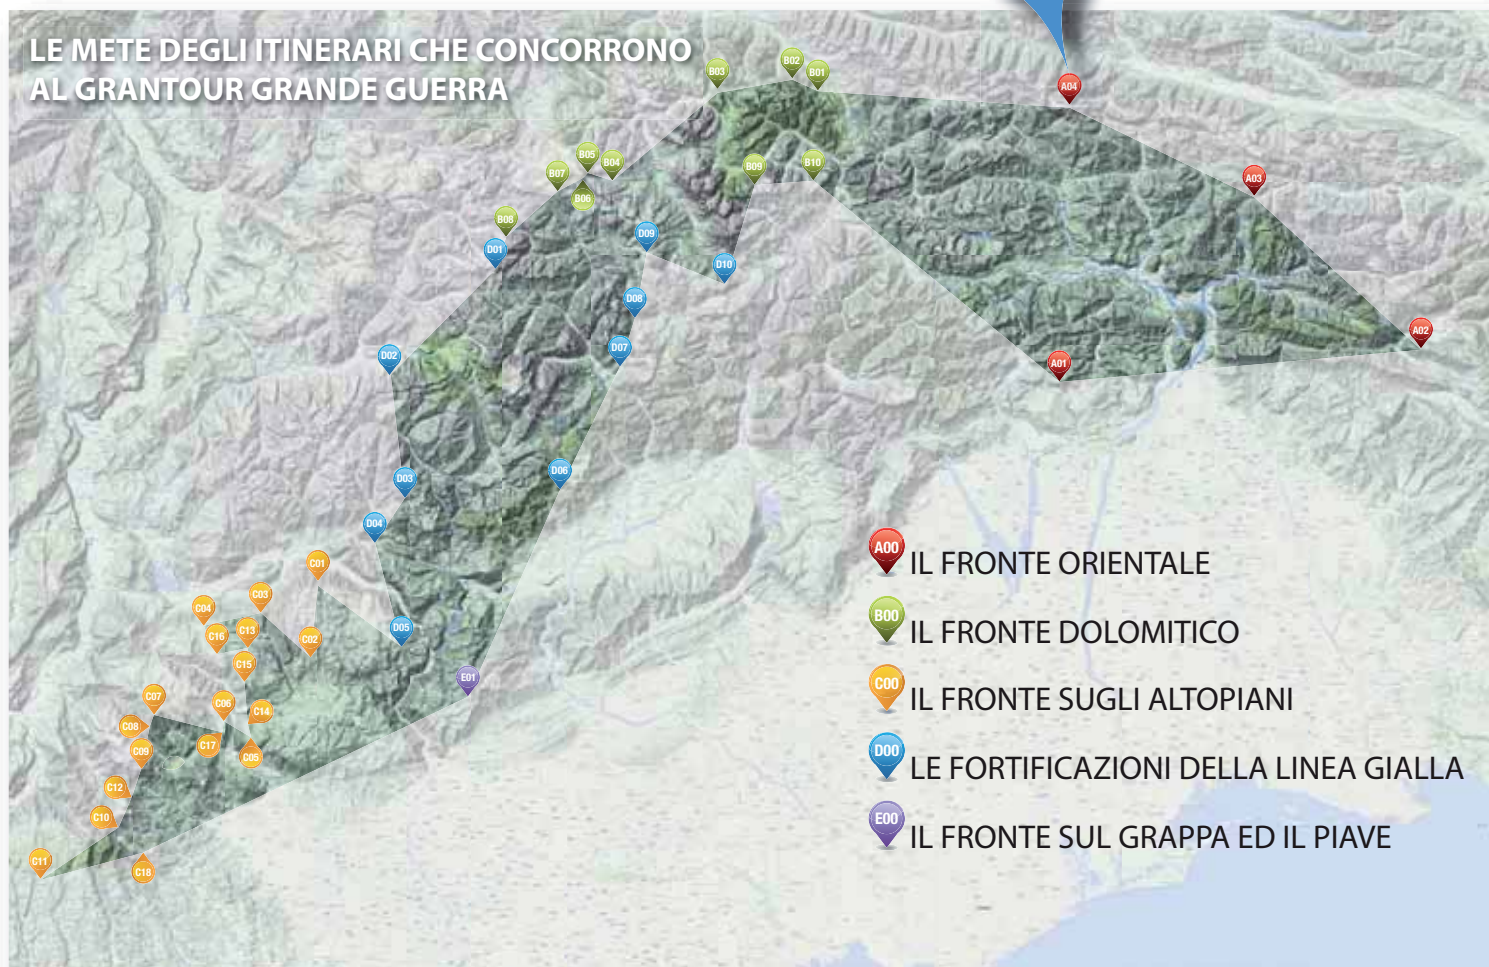 LE METE DEGLI ITINERARI CHE CONCORRONO
AL GRANTOUR GRANDE GUERRA
B03
B02
B01
A04
B05
B04
B07
B06
B09
B10
A03
B08
D01
D09
D10
D08
D07
D02
A02
A01
D06
D03
D04
C01
C03
C04
C16
C13
C02
D05
C15
E01
C07
C06
C14
C08
C17
C09
C05
C12
C10
C11
C18
A00 IL FRONTE ORIENTALE
B00 IL FRONTE DOLOMITICO
C00 IL FRONTE SUGLI ALTOPIANI
D00 LE FORTIFICAZIONI DELLA LINEA GIALLA
E00 IL FRONTE SUL GRAPPA ED IL PIAVE